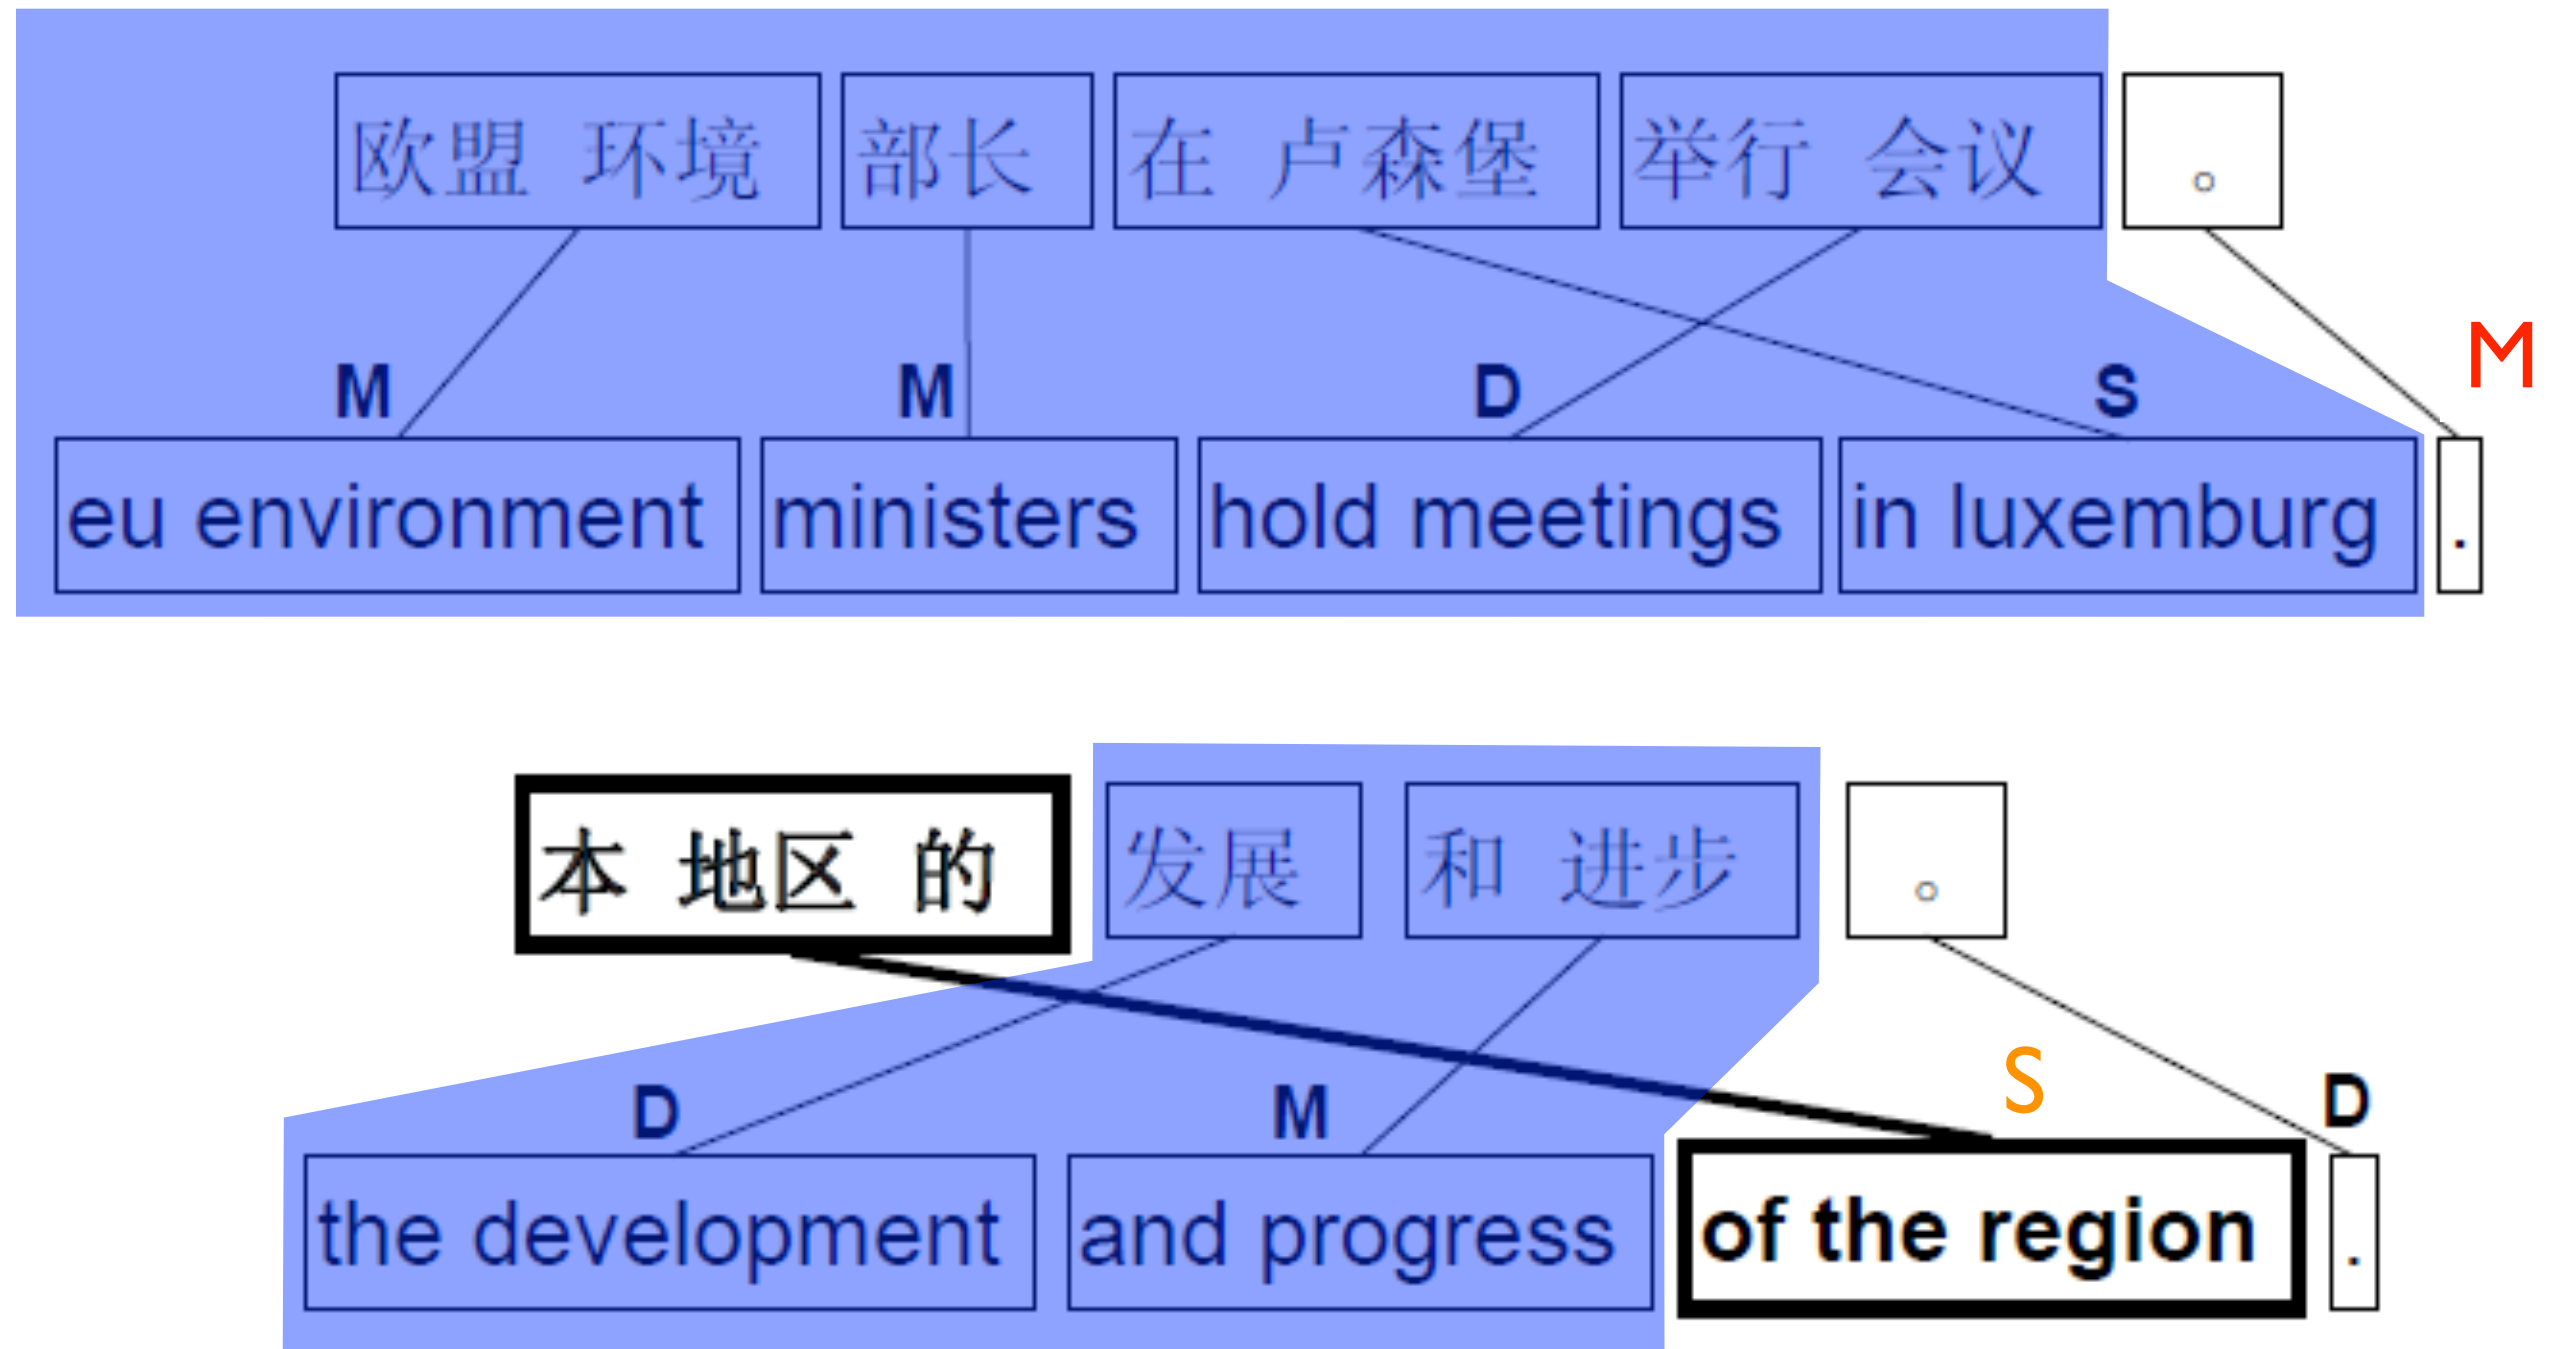 欧盟 环境 部长 在 卢森堡 举行 会议 。
M M D S M
eu environment ministers hold meetings in luxemburg .
本 地区 的 发展 和 进步 。
D M S D
the development and progress of the region .